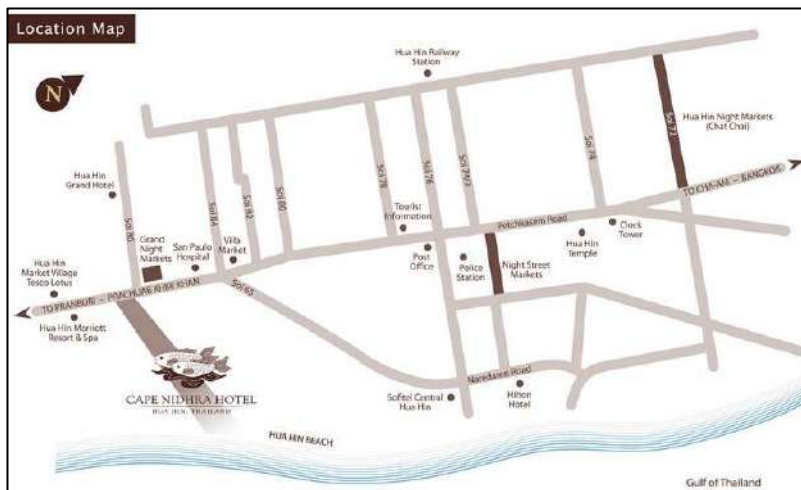 Location Map
N
Hua Hin Railway
Station
Hua Hin Night Markets
(Chat Chai)
Soi 72
TO CHA-AM – BANGKOK
Hua Hin
Grand Hotel
Soi 84
Soi 82
Soi 80
Soi 78
Soi 76
Soi 74
Tourist
Information
Petchkasem Road
Clock
Tower
Grand
Night
Markets
San Paulo
Hospital
Villa
Market
Post
Office
Police
Station
Night Street
Markets
Hua Hin
Temple
Hua Hin
Market Village
Tesco Lotus
TO PRANBURI – PRACHUAB KHIRI KHAN
Soi 65
Hua Hin Marriott
Resort & Spa
CAPE NIDHRA HOTEL
HUA HIN, THAILAND
Naredamri Road
Sofitel Central
Hua Hin
Hilton
Hotel
HUA HIN BEACH
Gulf of Thailand